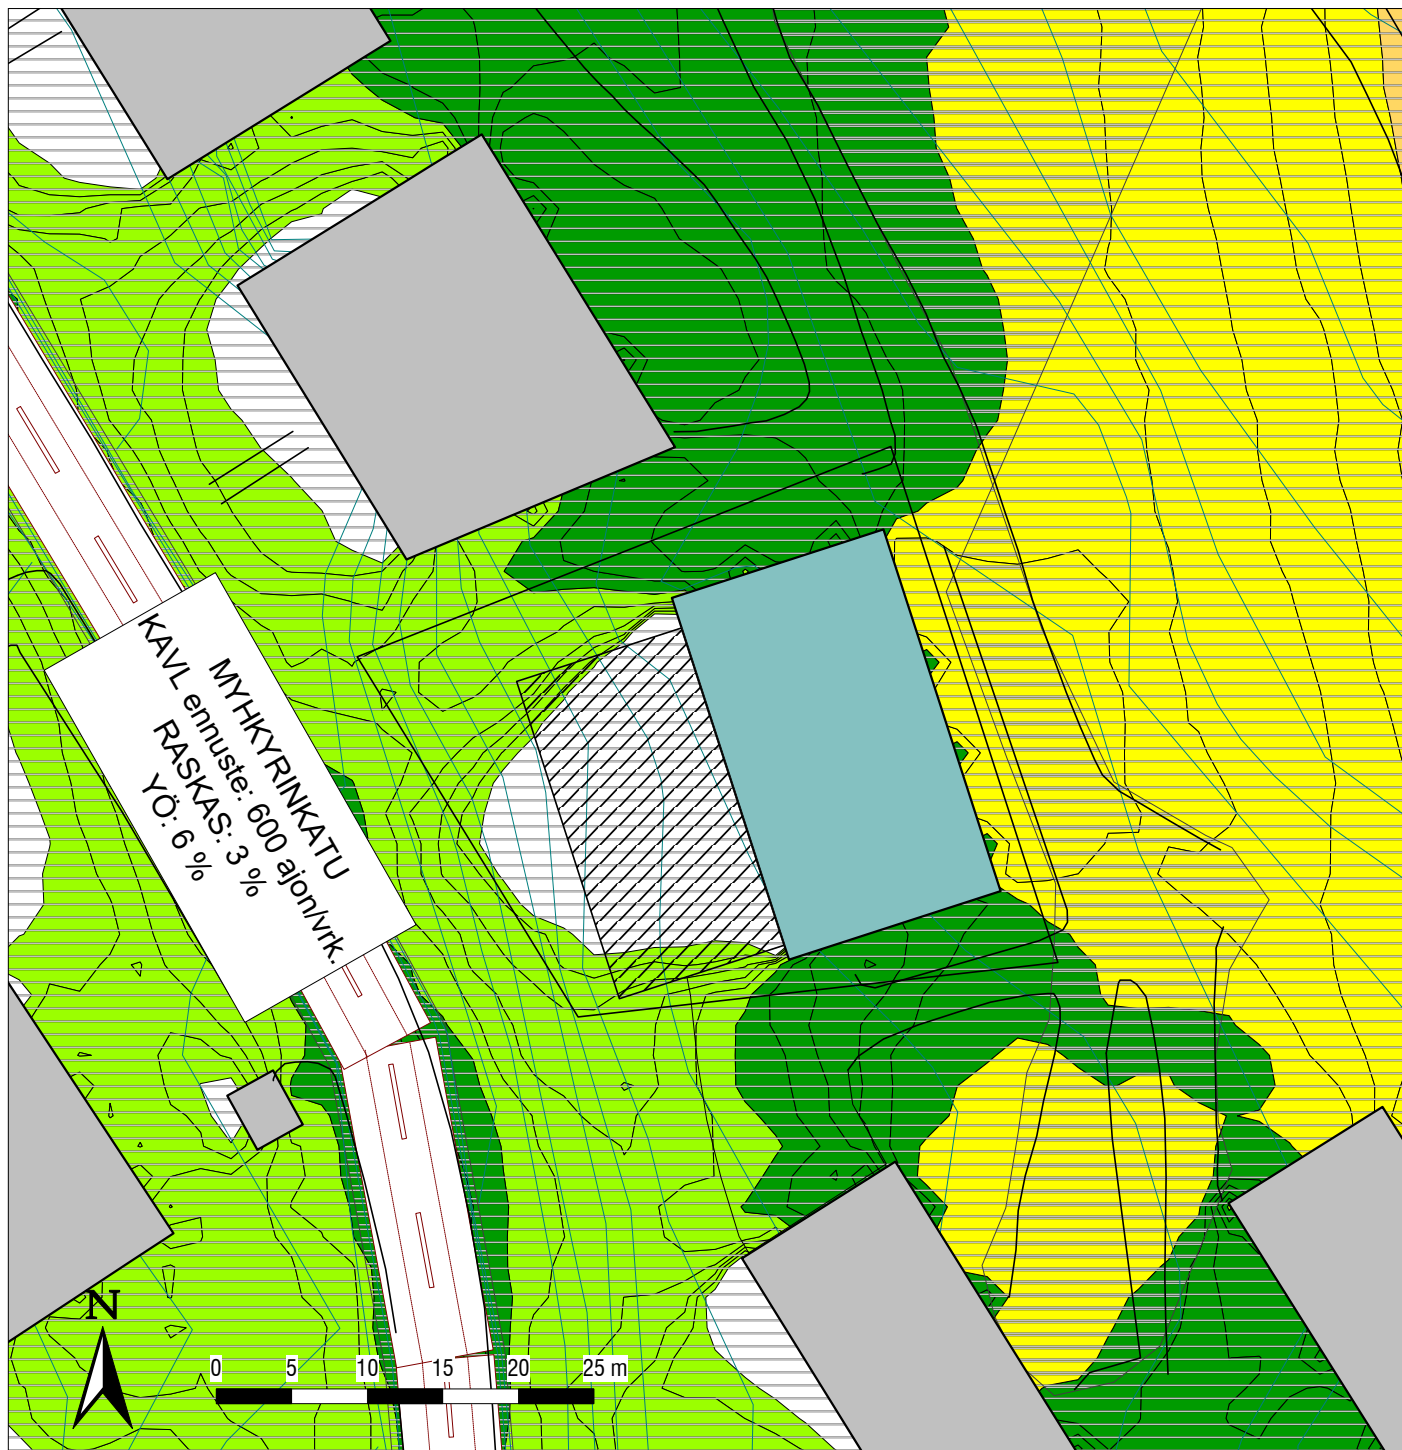 MYHKYRINKATU
KAVL ennuste: 600 ajon/vrk.
RASKAS: 3 %
YÖ: 6 %
N
0 5 10 15 20 25 m